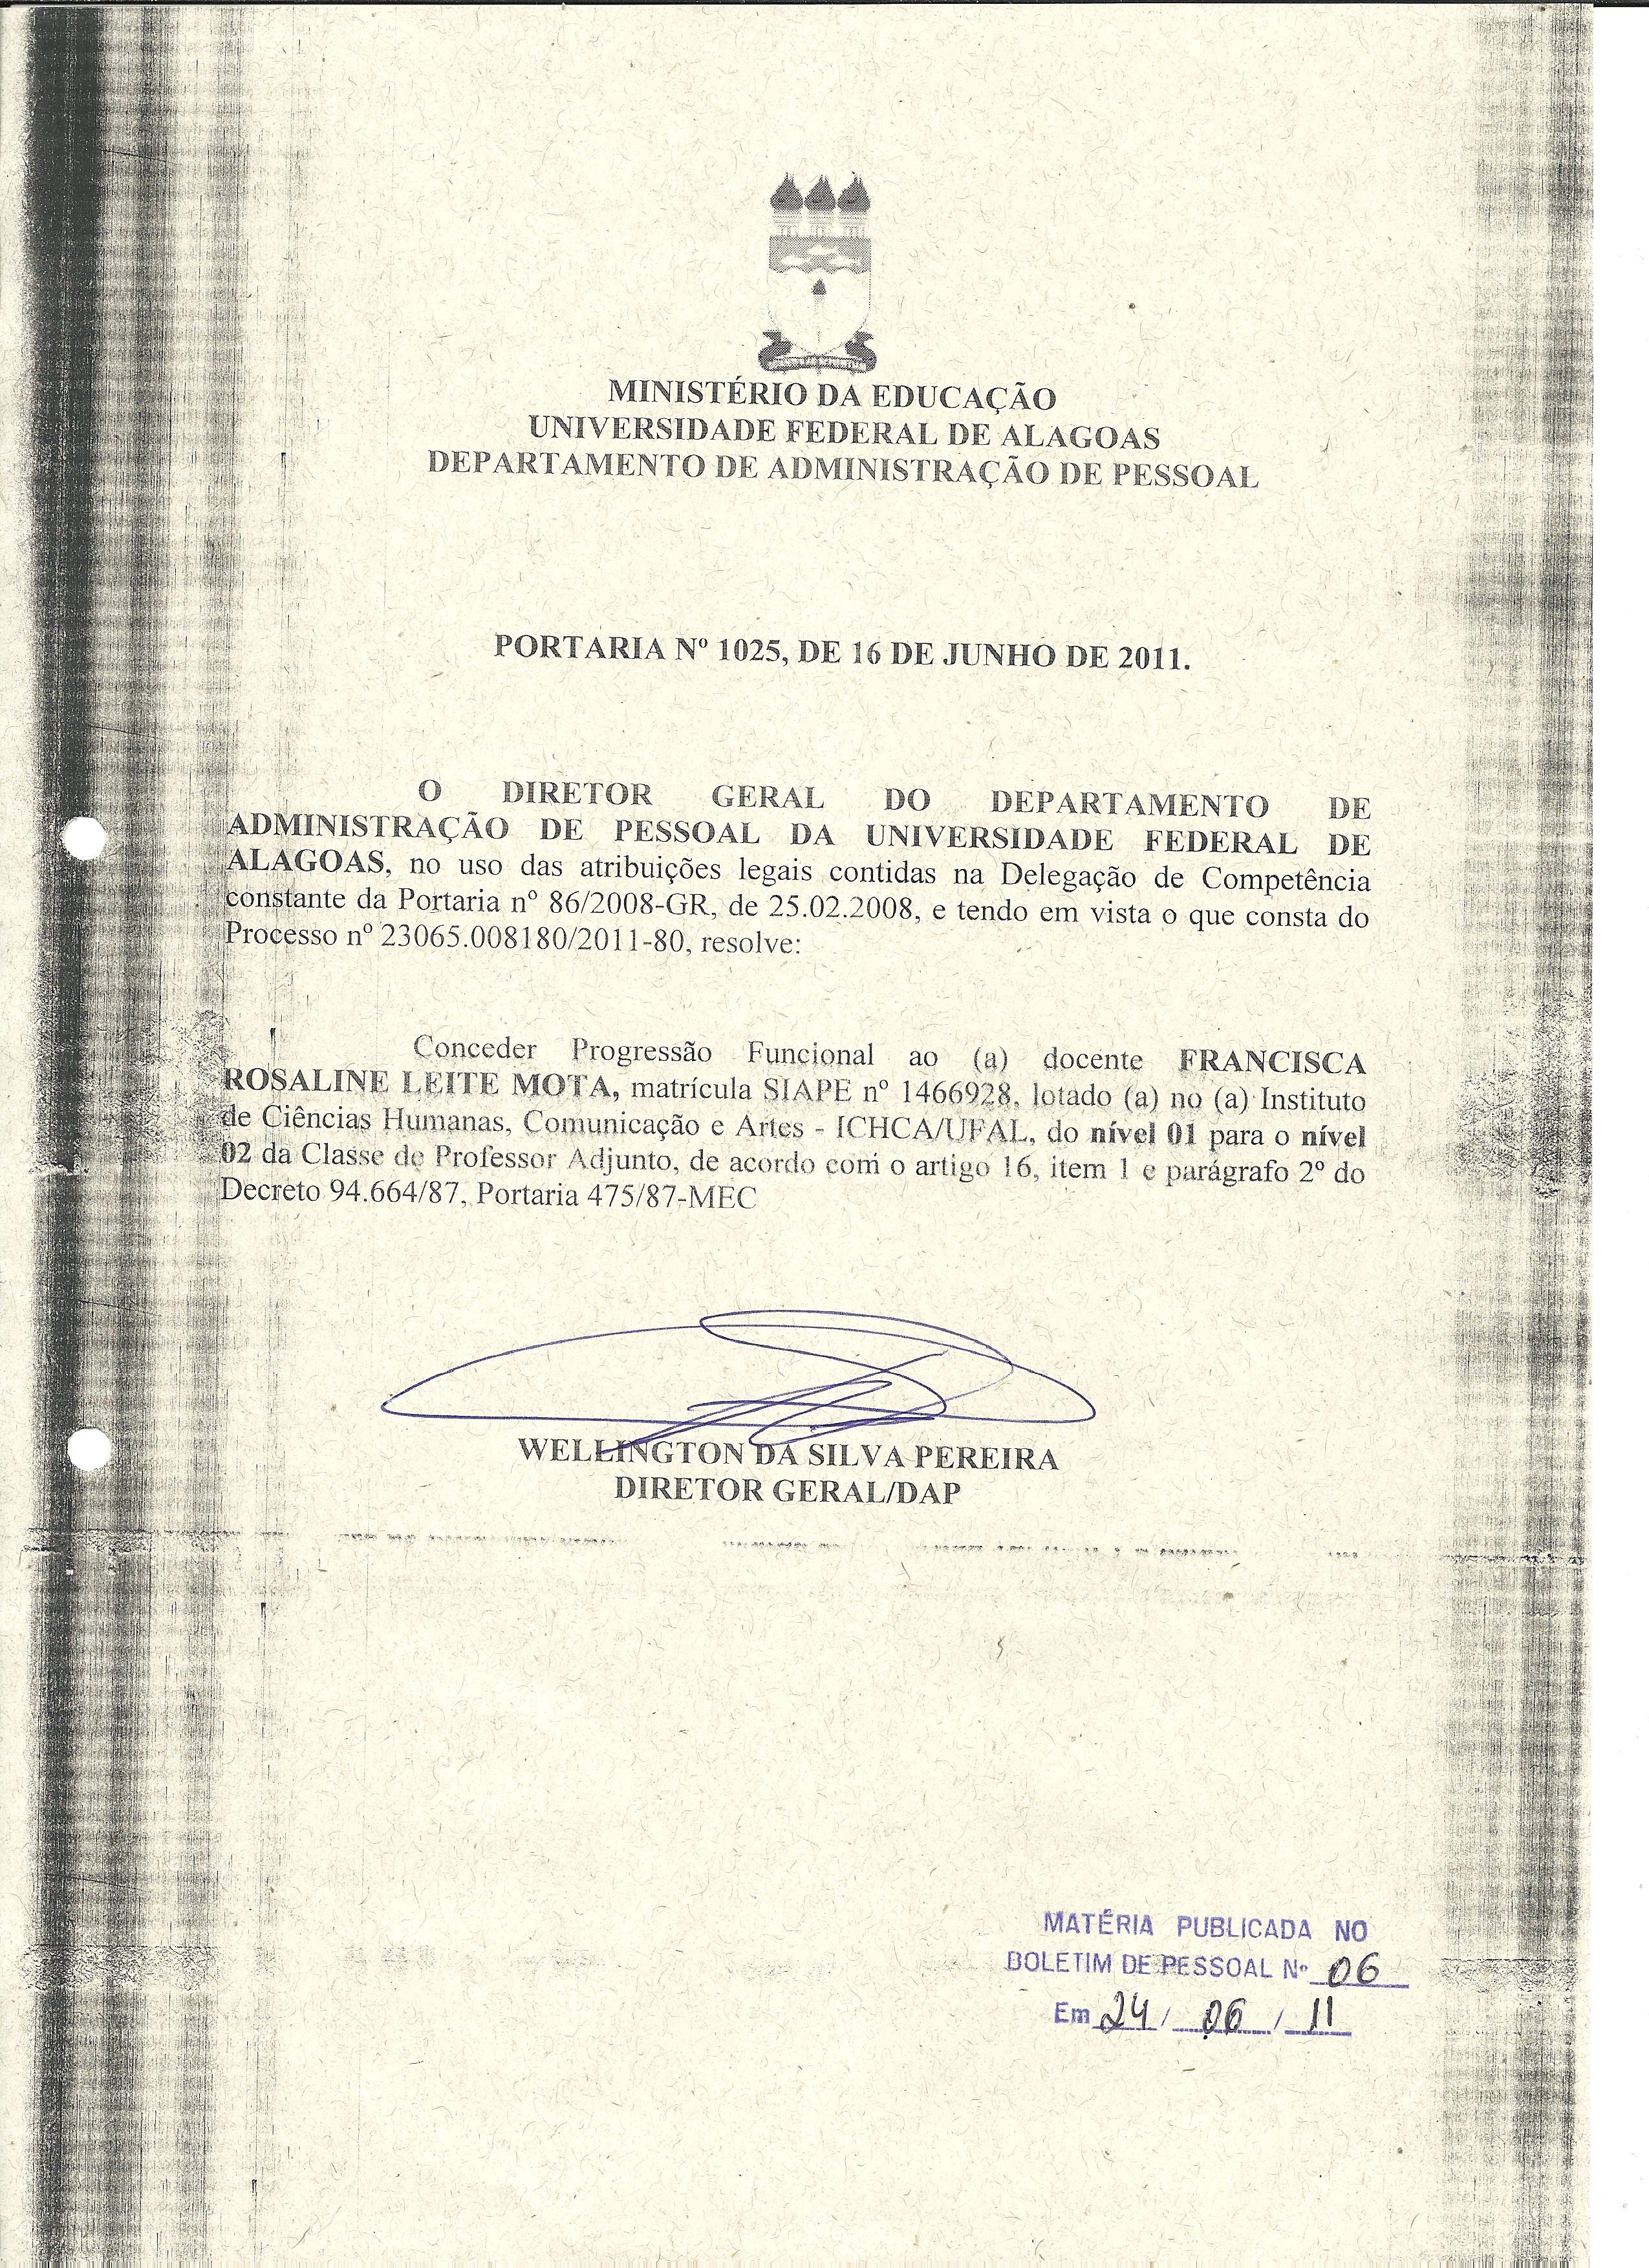 MINISTÉRIO DA EDUCAÇÃO
UNIVERSIDADE FEDERAL DE ALAGOAS
DEPARTAMENTO DE ADMINISTRAÇÃO DE PESSOAL
PORTARIA Nº 1025, DE 16 DE JUNHO DE 2011.
O DIRETOR GERAL DO DEPARTAMENTO DE
ADMINISTRAÇÃO DE PESSOAL DA UNIVERSIDADE FEDERAL DE
ALAGOAS, no uso das atribuições legais contidas na Delegação de Competência
constante da Portaria nº 86/2008-GR, de 25.02.2008, e tendo em vista o que consta do
Processo nº 23065.008180/2011-80, resolve:
Conceder Progressão Funcional ao (a) docente FRANCISCA
ROSALINE LEITE MOTA, matrícula SIAPE nº 1466928, lotado (a) no (a) Instituto
de Ciências Humanas, Comunicação e Artes - ICHCA/UFAL, do nível 01 para o nível
02 da Classe de Professor Adjunto, de acordo com o artigo 16, item 1 e parágrafo 2º do
Decreto 94.664/87, Portaria 475/87-MEC
WELLINGTON DA SILVA PEREIRA
DIRETOR GERAL/DAP
MATÉRIA PUBLICADA NO
BOLETIM DE PESSOAL Nº 06
Em 24 / 06 / 11